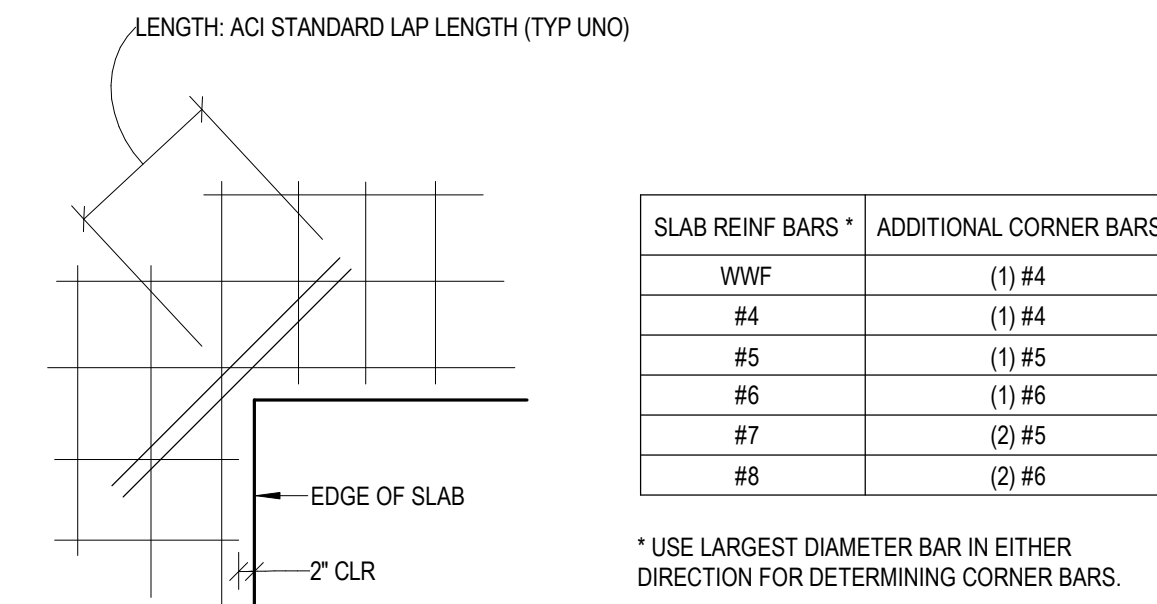 LENGTH: ACI STANDARD LAP LENGTH (TYP UNO)
SLAB REINF BARS * ADDITIONAL CORNER BARS
WWF (1) #4
#4 (1) #4
#5 (1) #5
#6 (1) #6
#7 (2) #5
#8 (2) #6
EDGE OF SLAB
2" CLR
* USE LARGEST DIAMETER BAR IN EITHER
DIRECTION FOR DETERMINING CORNER BARS.